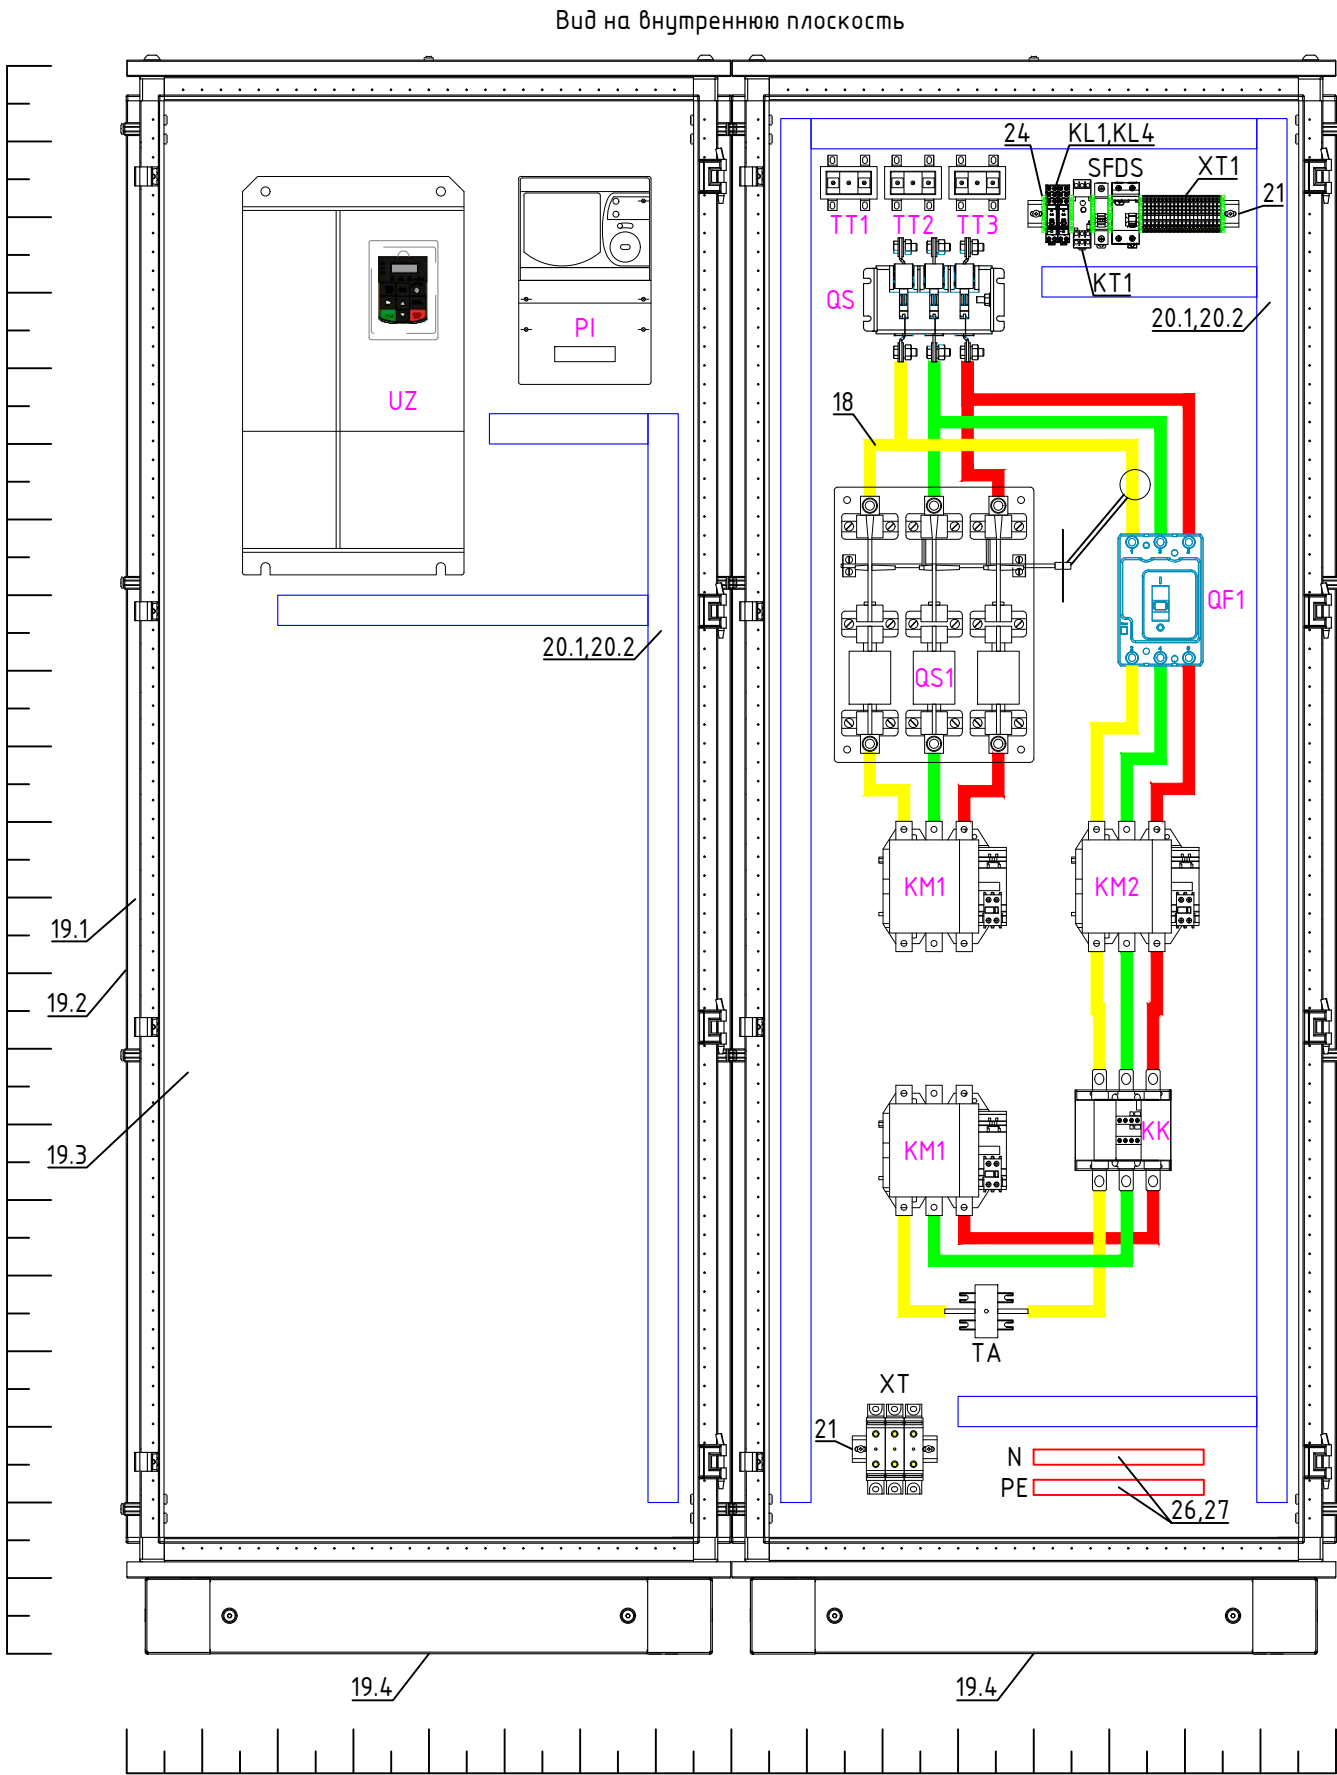 Вид на внутреннюю плоскость
24
KL1,KL4
SFDS
XT1
21
TT1
TT2
TT3
KT1
QS
20.1,20.2
PI
UZ
18
QF1
20.1,20.2
QS1
KM1
KM2
19.1
19.2
19.3
KM1
KK
TA
XT
21
N
PE
26,27
19.4
19.4